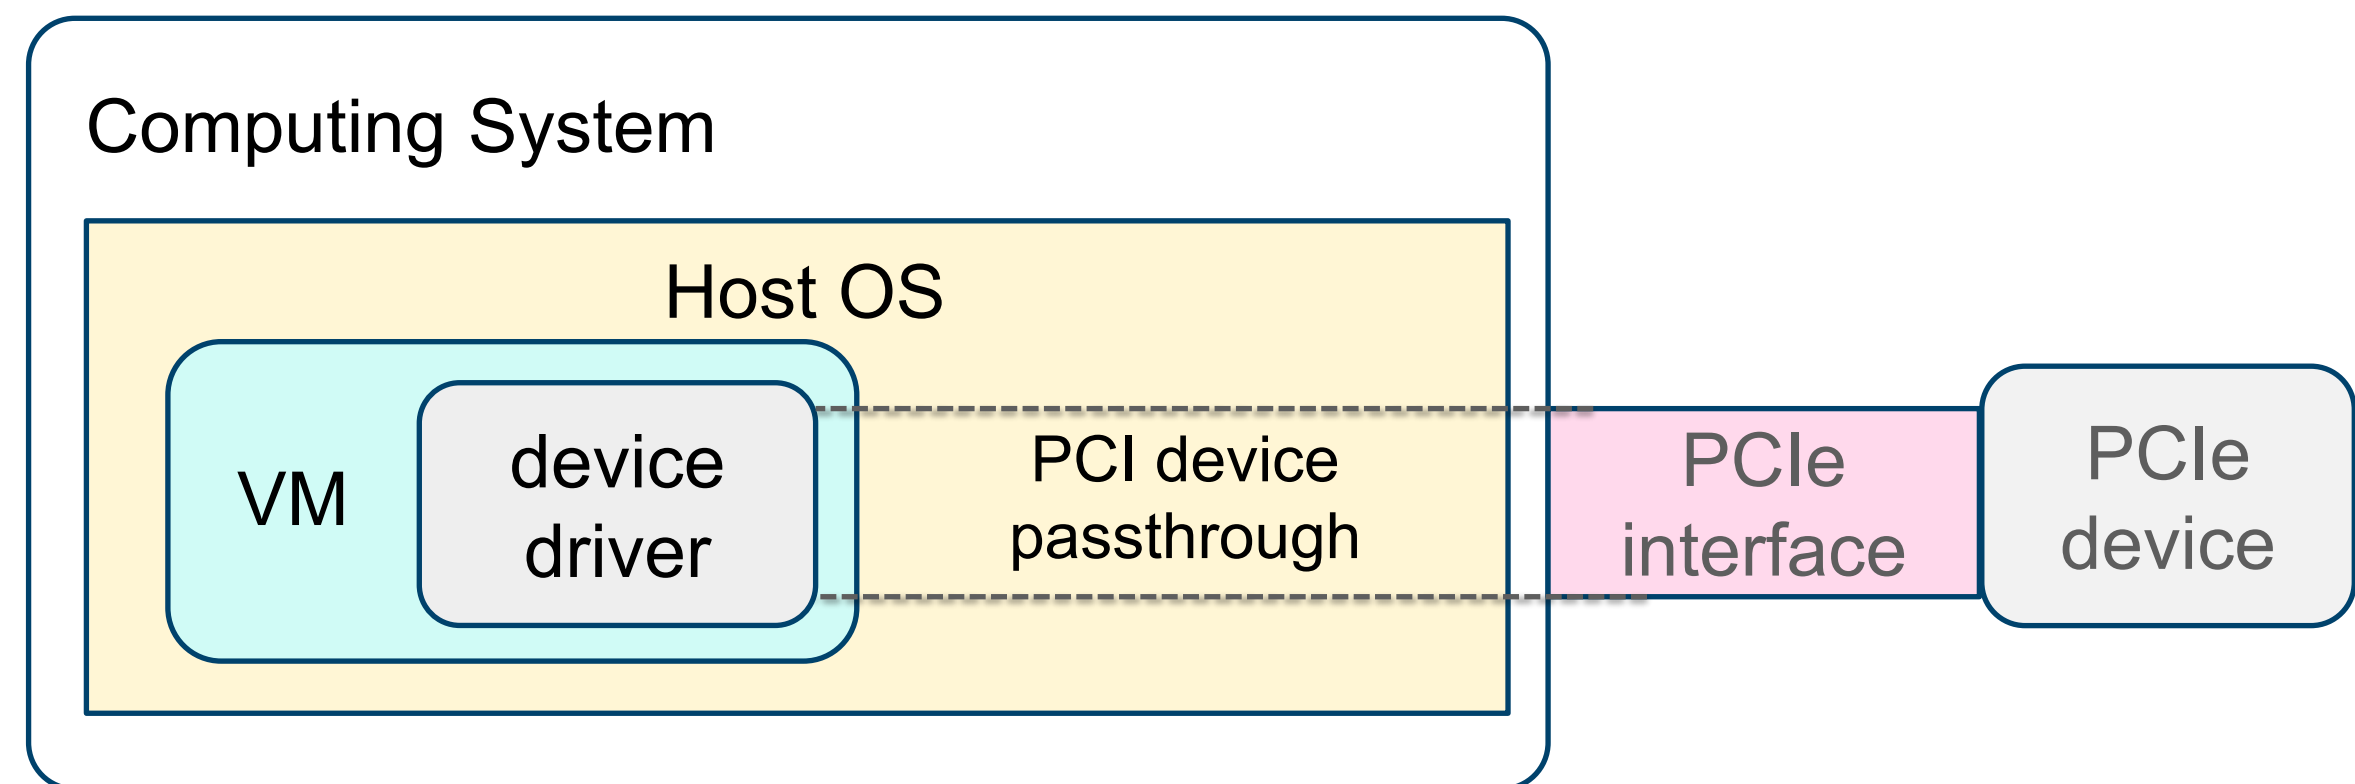 Computing System
Host OS
VM
device
driver
PCI device
passthrough
PCIe
interface
PCIe
device